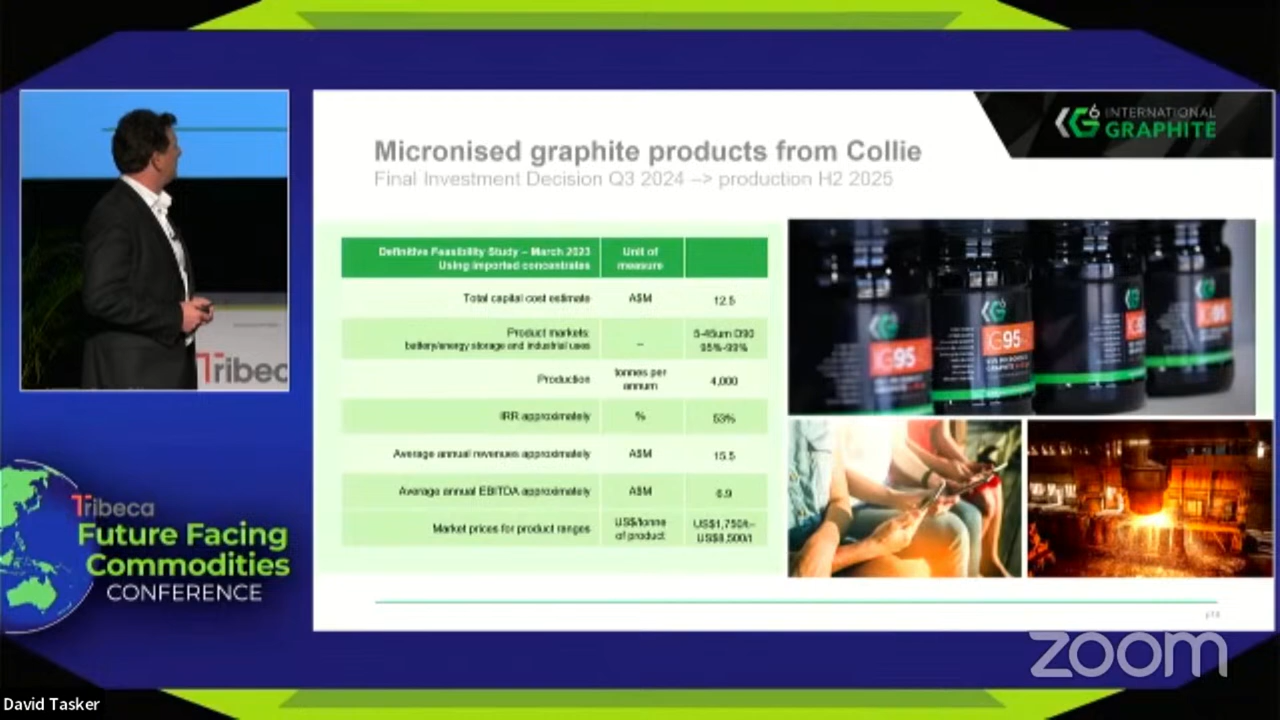 INTERNATIONAL
GRAPHITE
Micronised graphite products from Collie
Final Investment Decision Q3 2024 --> production H2 2025
Definitive Feasibility Study – March 2023
Using imported concentrates
Unit of
measure
Total capital cost estimate
A$M
12.5
Product markets:
battery/energy storage and industrial uses
–
5-45um D90
95%-99%
Production
tonnes per
annum
4,000
IRR approximately
%
53%
Average annual revenues approximately
A$M
15.5
Average annual EBITDA approximately
A$M
6.9
Market prices for product ranges
US$/tonne
of product
US$1,750/t–
US$8,500/t
G95
G95
Tribec
Tribeca
Future Facing
Commodities
CONFERENCE
zoom
David Tasker